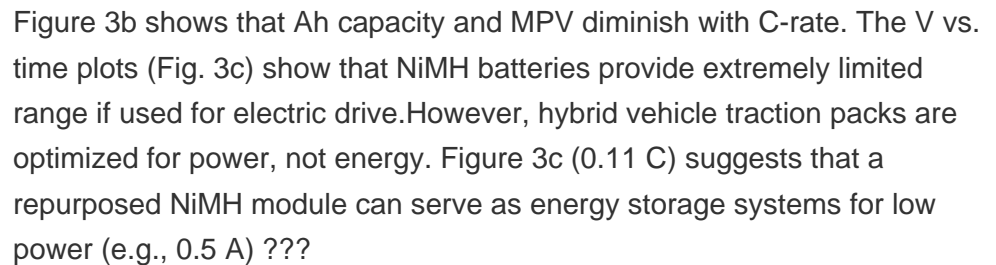 Figure 3b shows that Ah capacity and MPV diminish with C-rate. The V vs.
time plots (Fig. 3c) show that NiMH batteries provide extremely limited
range if used for electric drive.However, hybrid vehicle traction packs are
optimized for power, not energy. Figure 3c (0.11 C) suggests that a
repurposed NiMH module can serve as energy storage systems for low
power (e.g., 0.5 A) ???